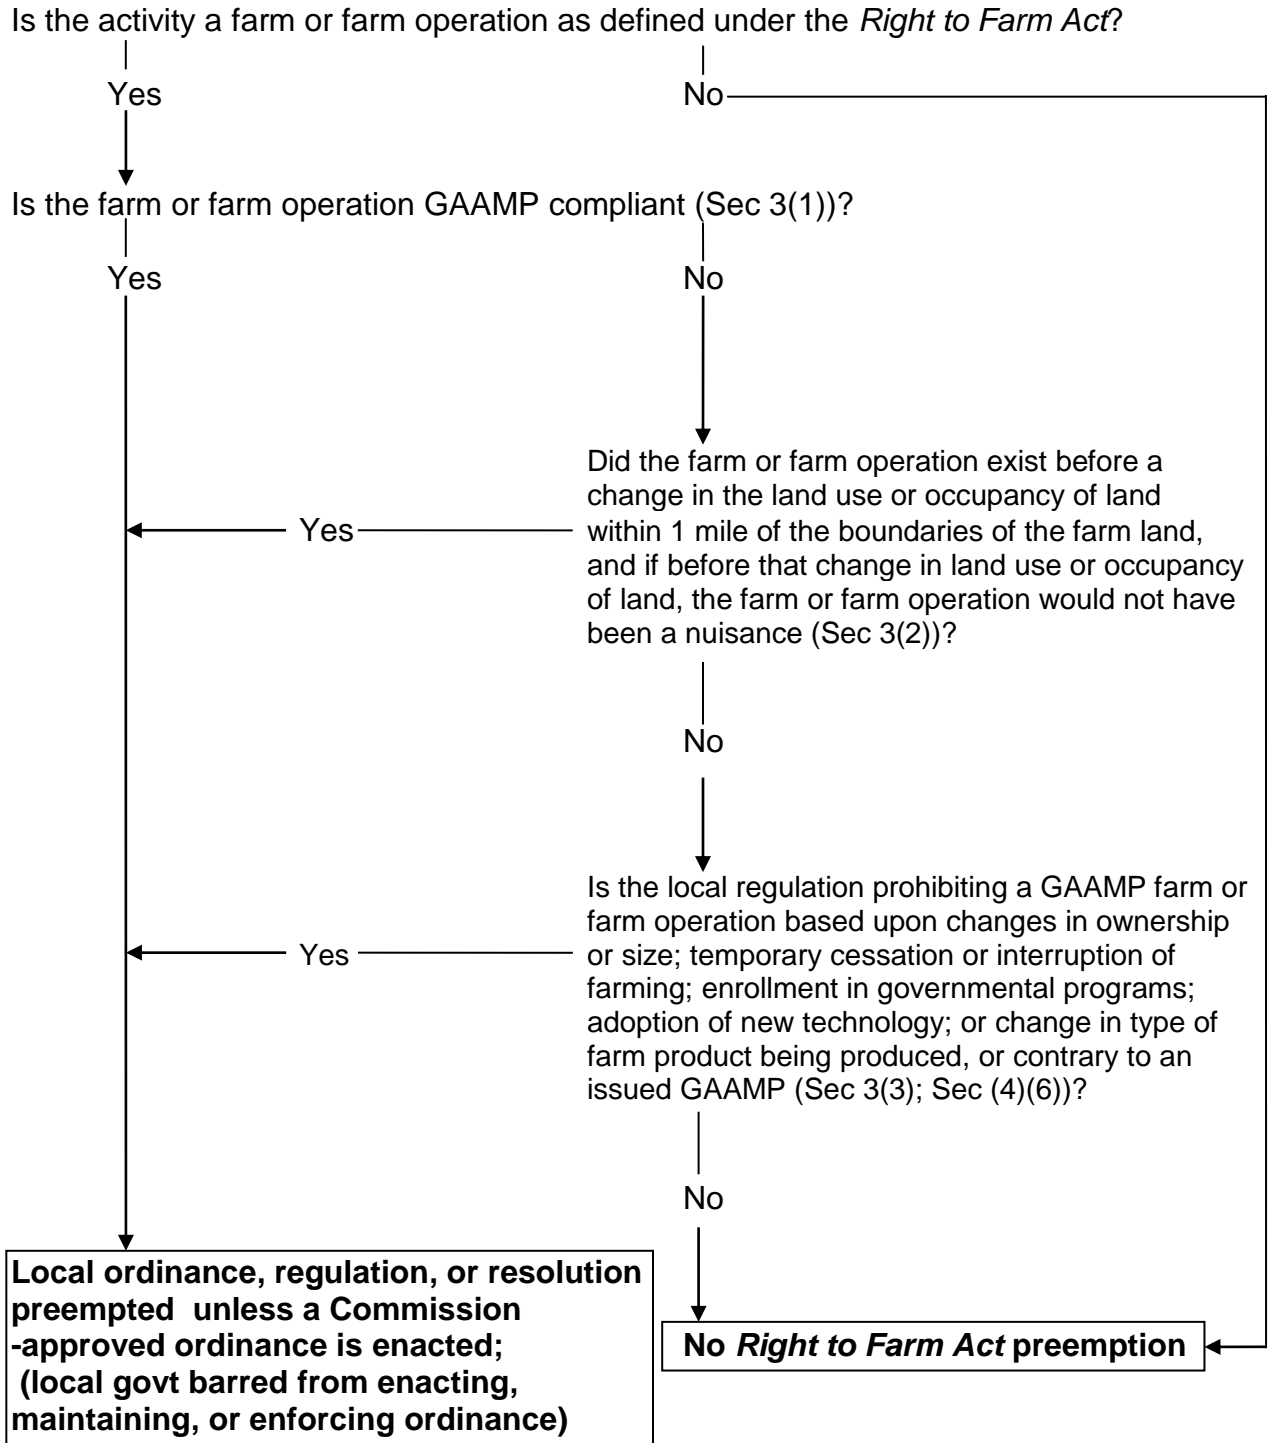 Is the activity a farm or farm operation as defined under the Right to Farm Act?
Yes
No
Is the farm or farm operation GAAMP compliant (Sec 3(1))?
Yes
No
Did the farm or farm operation exist before a
change in the land use or occupancy of land
within 1 mile of the boundaries of the farm land,
and if before that change in land use or occupancy
of land, the farm or farm operation would not have
been a nuisance (Sec 3(2))?
Yes
No
Is the local regulation prohibiting a GAAMP farm or
farm operation based upon changes in ownership
or size; temporary cessation or interruption of
farming; enrollment in governmental programs;
adoption of new technology; or change in type of
farm product being produced, or contrary to an
issued GAAMP (Sec 3(3); Sec (4)(6))?
Yes
No
Local ordinance, regulation, or resolution
preempted unless a Commission
-approved ordinance is enacted;
(local govt barred from enacting,
maintaining, or enforcing ordinance)
No Right to Farm Act preemption